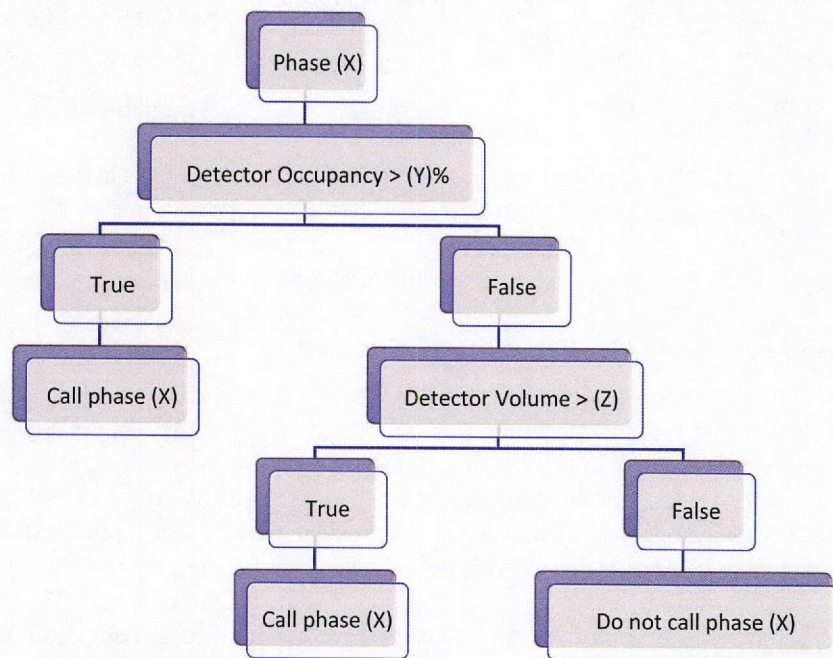 Phase (X)
Detector Occupancy > (Y)%
True
False
Call phase (X)
Detector Volume > (Z)
True
False
Call phase (X)
Do not call phase (X)